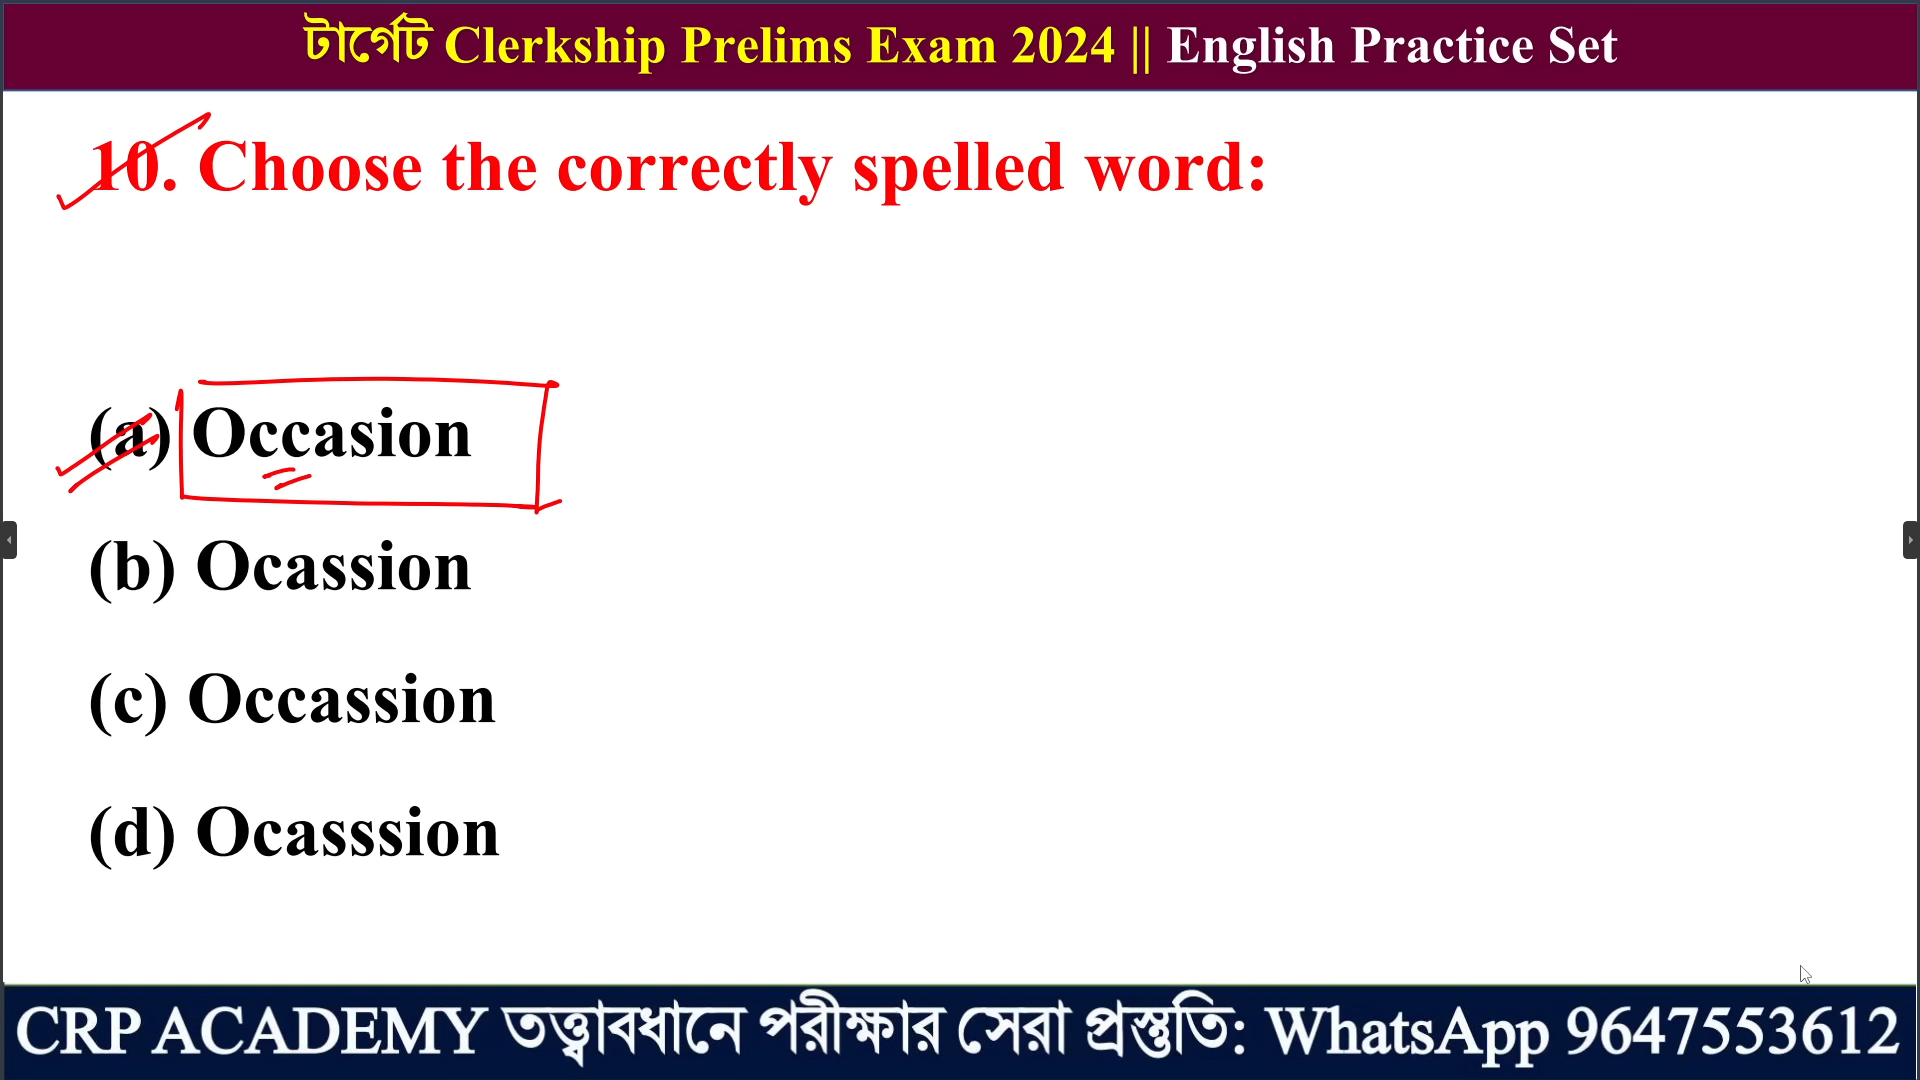 টার্গেট Clerkship Prelims Exam 2024 || English Practice Set
10. Choose the correctly spelled word:
(a) Occasion
(b) Ocassion
(c) Occassion
(d) Ocasssion
CRP ACADEMY তত্ত্বাবধানে পরীক্ষার সেরা প্রস্তুতি: WhatsApp 9647553612